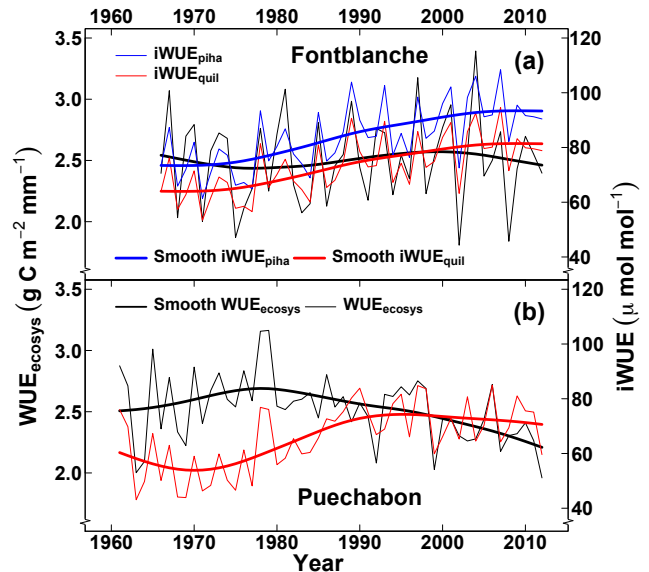 1960 1970 1980 1990 2000 2010
3.5 3.0 2.5 2.0
120 100 80 60 40
iWUEpiha
iWUEquil
Fontblanche
(a)
Smooth iWUEpiha Smooth iWUEquil
WUEecosys (g C m−2 mm−1)
iWUE (μ mol mol−1)
3.5 3.0 2.5 2.0
120 100 80 60 40
Smooth WUEecosys WUEecosys
(b)
Puechabon
1960 1970 1980 1990 2000 2010
Year